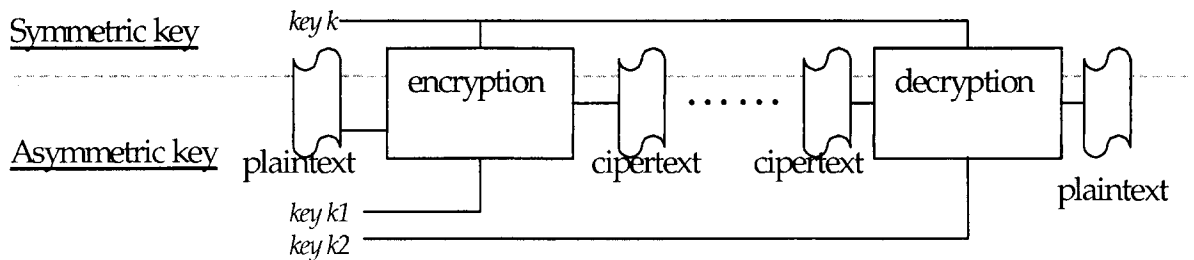 key k
Symmetric key
encryption
decryption
Asymmetric key
plaintext
cipertext
cipertext
plaintext
key k1
key k2